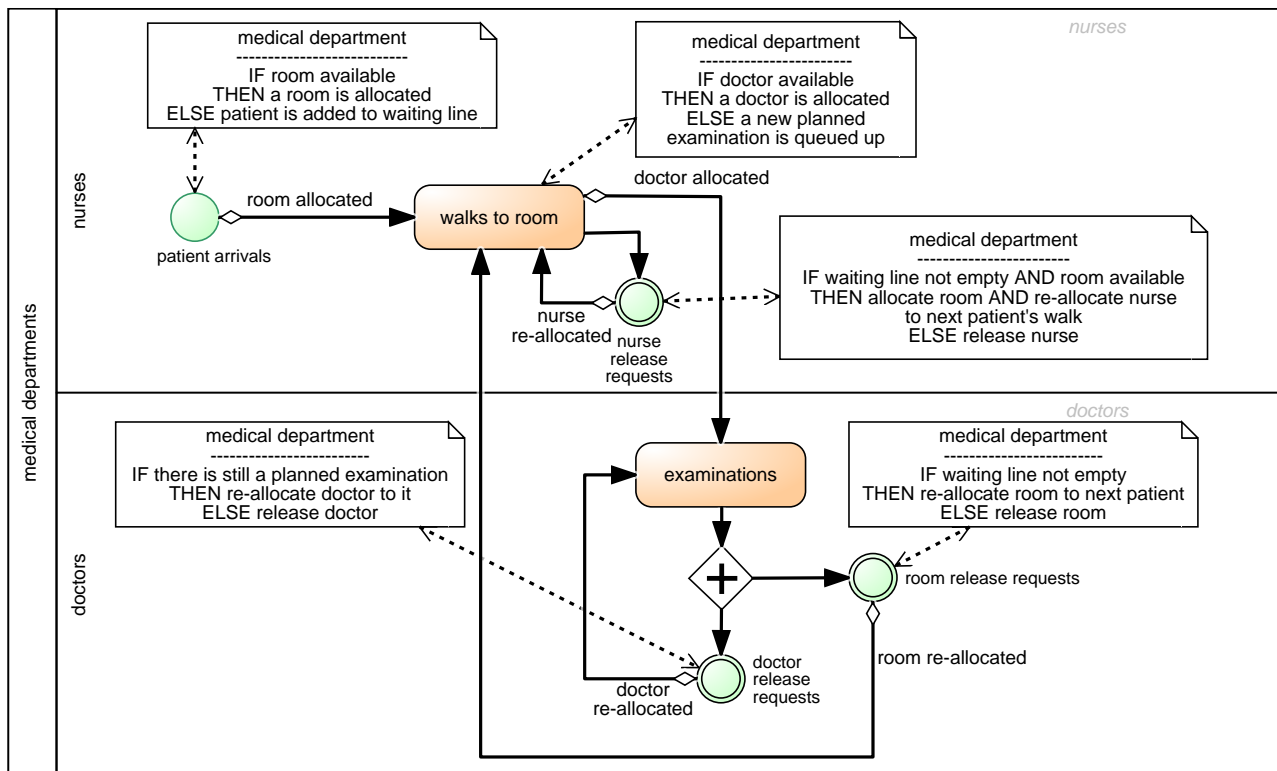 medical departments
nurses
nurses
medical department
---------------------------
IF room available
THEN a room is allocated
ELSE patient is added to waiting line
medical department
---------------------------
IF doctor available
THEN a doctor is allocated
ELSE a new planned
examination is queued up
patient arrivals
room allocated
walks to room
doctor allocated
nurse
re-allocated
nurse
release
requests
medical department
------------------------
IF waiting line not empty AND room available
THEN allocate room AND re-allocate nurse
to next patient's walk
ELSE release nurse
doctors
doctors
medical department
-------------------------
IF there is still a planned examination
THEN re-allocate doctor to it
ELSE release doctor
examinations
medical department
-------------------------
IF waiting line not empty
THEN re-allocate room to next patient
ELSE release room
room release requests
doctor
release
requests
doctor
re-allocated
room re-allocated